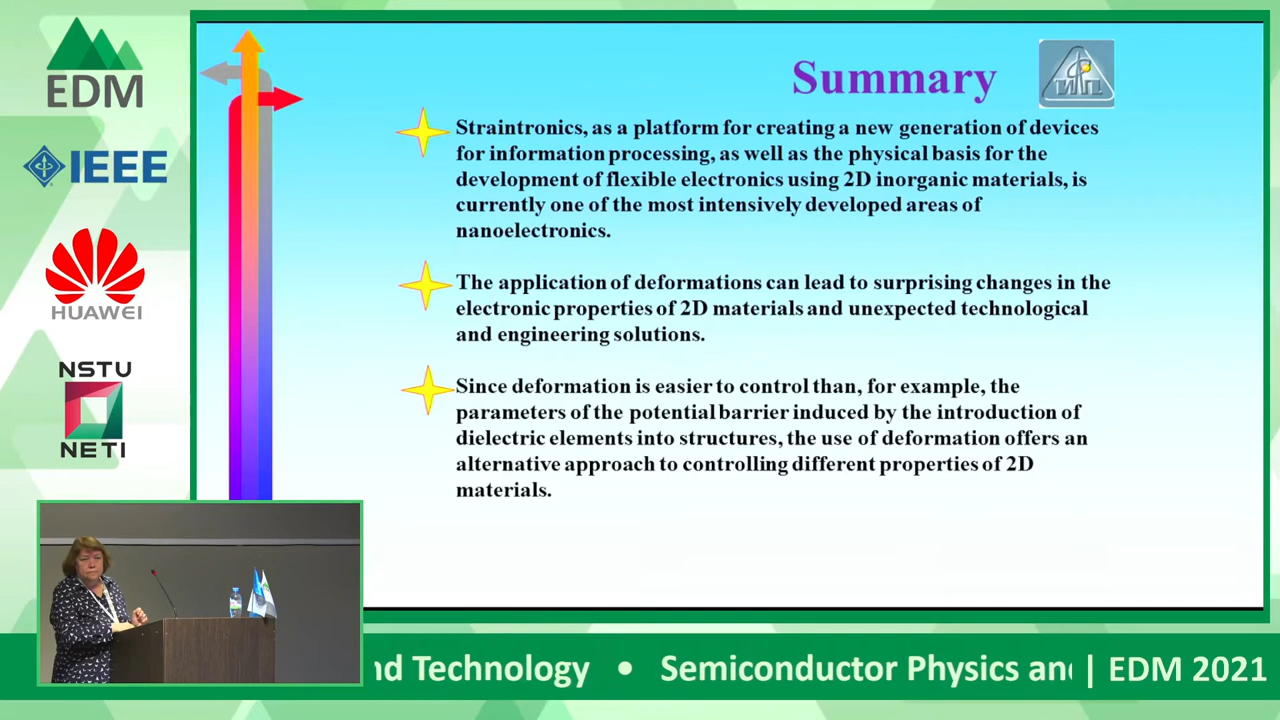 EDM
IEEE
HUAWEI
NSTU
NETI
Summary
Straintronics, as a platform for creating a new generation of devices
for information processing, as well as the physical basis for the
development of flexible electronics using 2D inorganic materials, is
currently one of the most intensively developed areas of
nanoelectronics.
The application of deformations can lead to surprising changes in the
electronic properties of 2D materials and unexpected technological
and engineering solutions.
Since deformation is easier to control than, for example, the
parameters of the potential barrier induced by the introduction of
dielectric elements into structures, the use of deformation offers an
alternative approach to controlling different properties of 2D
materials.
nd Technology • Semiconductor Physics an | EDM 2021